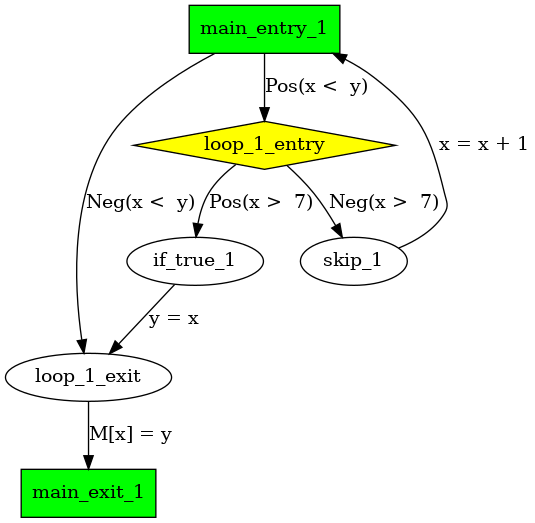 main_entry_1
Pos(x < y)
loop_1_entry
x = x + 1
Neg(x < y)
Pos(x > 7)
Neg(x > 7)
if_true_1
skip_1
y = x
loop_1_exit
M[x] = y
main_exit_1